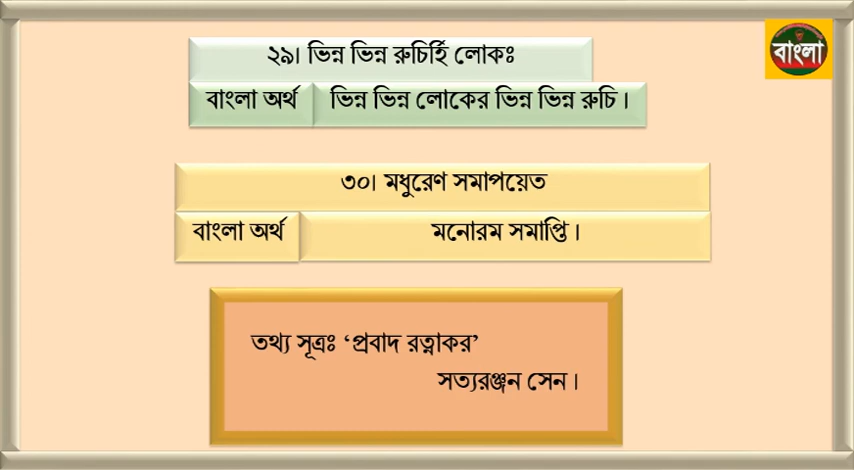 বাংলা
২৯। ভিন্ন ভিন্ন রুচির্হি লোকঃ
বাংলা অর্থ ভিন্ন ভিন্ন লোকের ভিন্ন ভিন্ন রুচি।
৩০। মধুরেণ সমাপয়েত
বাংলা অর্থ মনোরম সমাপ্তি।
তথ্য সূত্রঃ ‘প্রবাদ রত্নাকর’
সত্যরঞ্জন সেন।